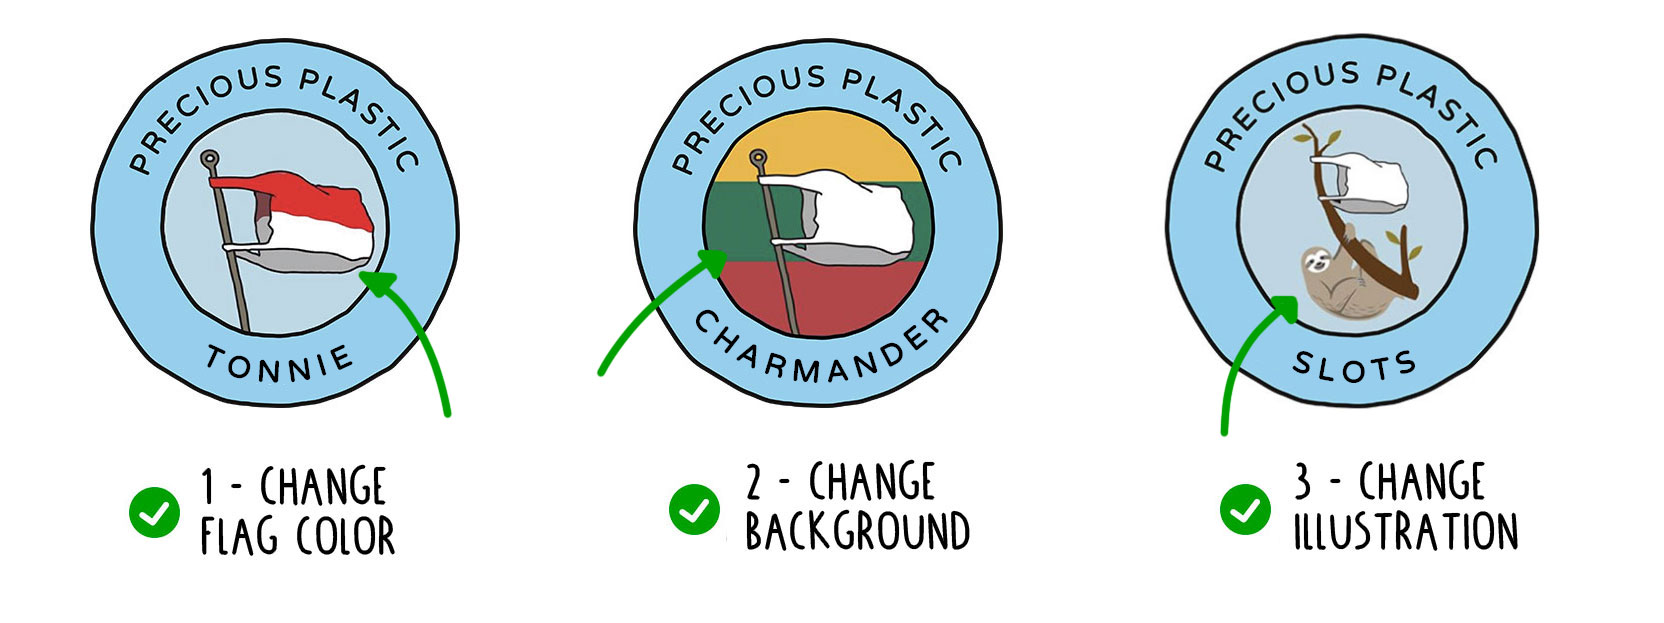 PRECIOUS PLASTIC
TONNIE
1 - CHANGE
FLAG COLOR
PRECIOUS PLASTIC
CHARMANDER
2 - CHANGE
BACKGROUND
PRECIOUS PLASTIC
SLOTS
3 - CHANGE
ILLUSTRATION